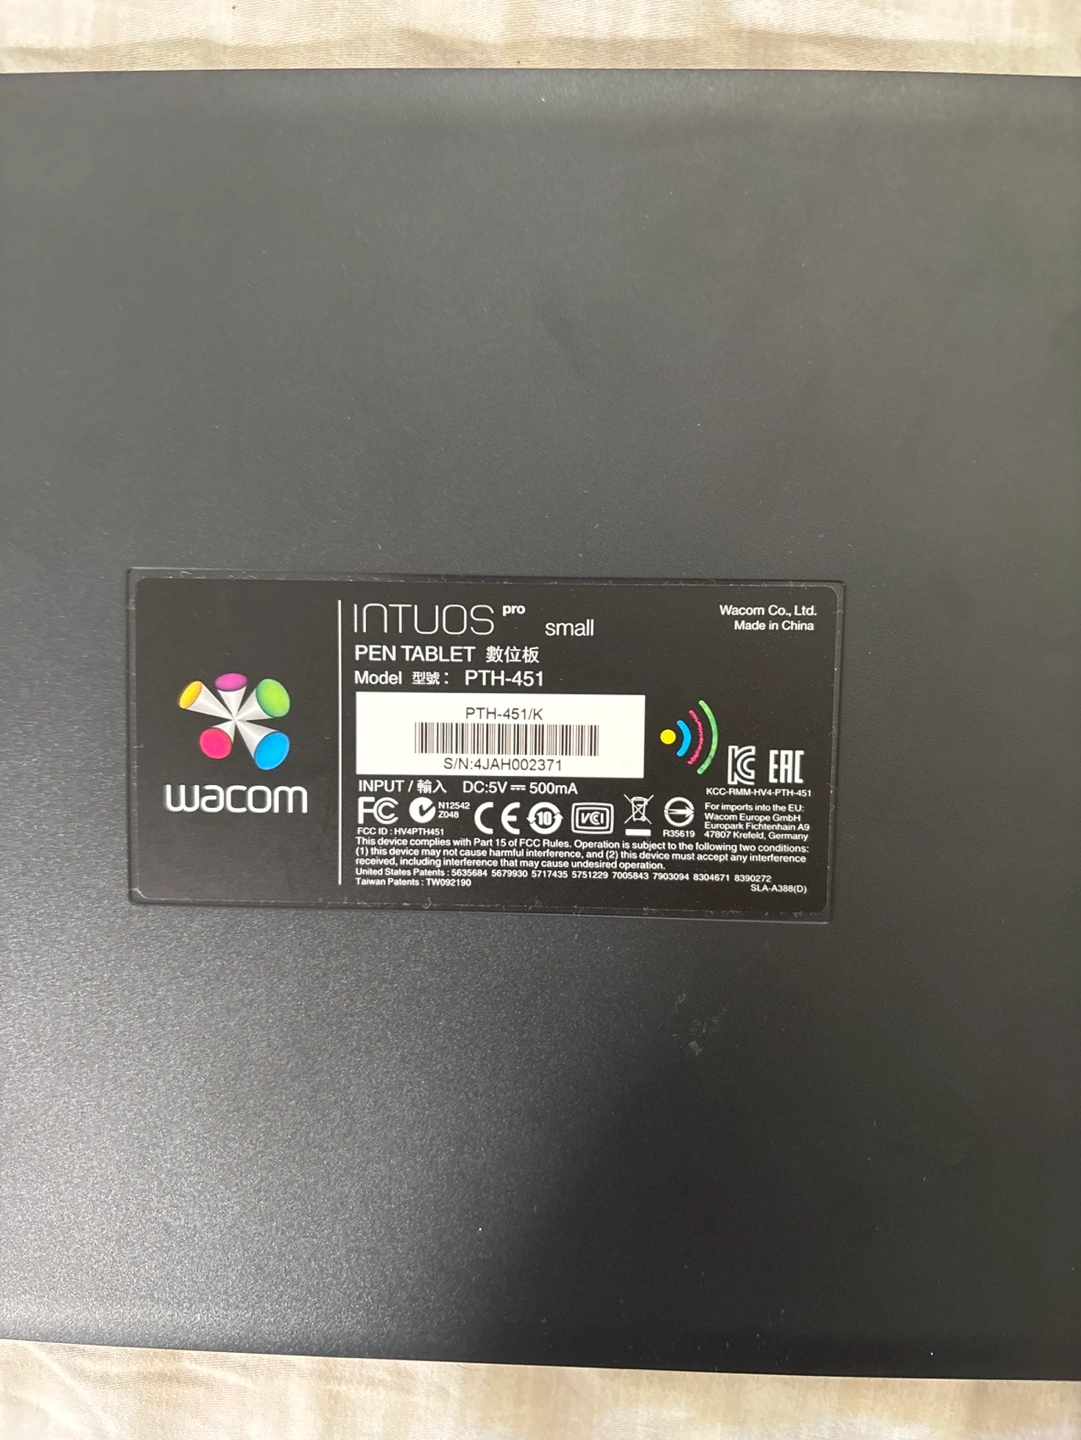 INTUOS pro small
PEN TABLET 數位板
Model 型號： PTH-451
Wacom Co., Ltd.
Made in China
PTH-451/K
S/N:4JAH002371
wacom
INPUT / 輸入 DC:5V 500mA
KCC-RMM-HV4-PTH-451
EAC
FC
N12542
Z048
CE
10
VCI
R35619
For imports into the EU:
Wacom Europe GmbH
Europark Fichtenhain A9
47807 Krefeld, Germany
FCC ID : HV4PTH451
This device complies with Part 15 of FCC Rules. Operation is subject to the following two conditions:
(1) this device may not cause harmful interference, and (2) this device must accept any interference
received, including interference that may cause undesired operation.
United States Patents : 5635684 5679930 5717435 5751229 7005843 7903094 8304671 8390272
Taiwan Patents : TW092190
SLA-A388(D)